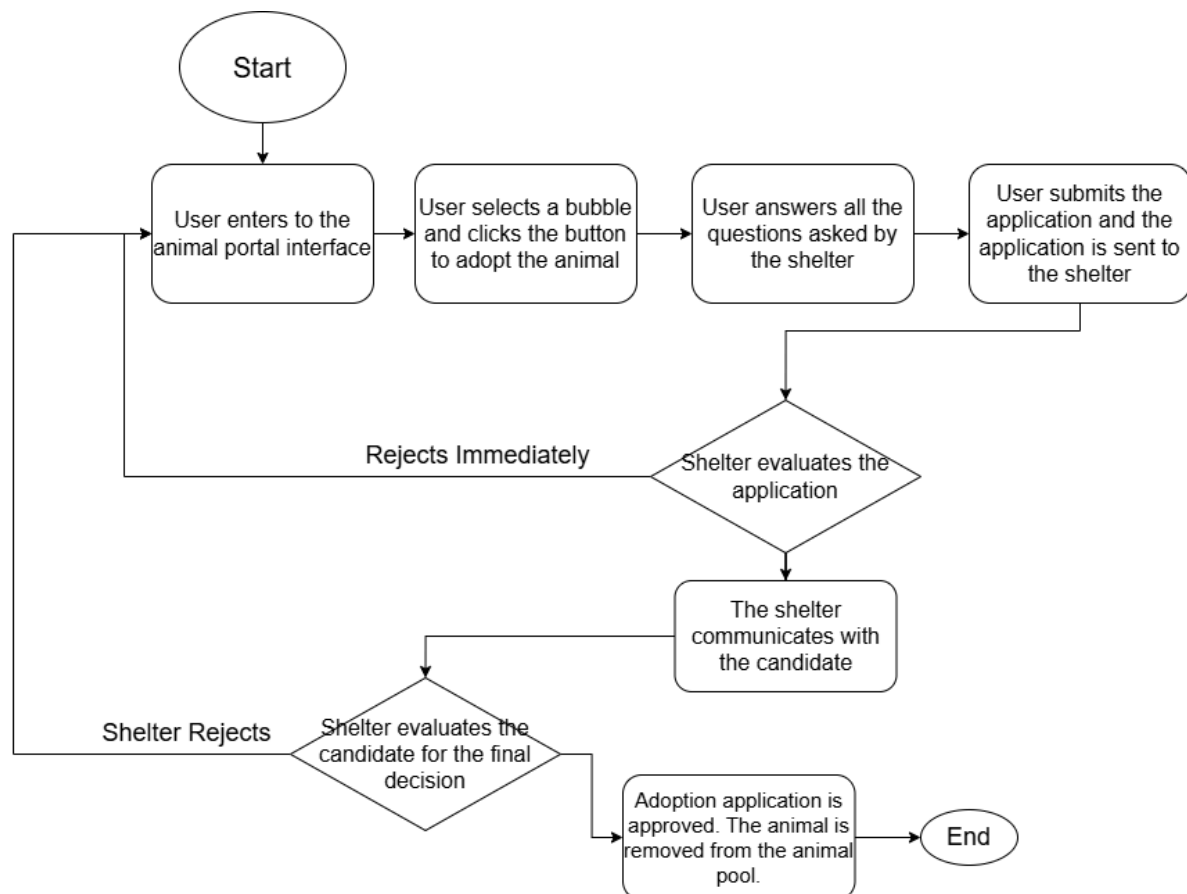 Start
User enters to the
animal portal interface
User selects a bubble
and clicks the button
to adopt the animal
User answers all the
questions asked by
the shelter
User submits the
application and the
application is sent to
the shelter
Rejects Immediately
Shelter evaluates the
application
The shelter
communicates with
the candidate
Shelter Rejects
Shelter evaluates the
candidate for the final
decision
Adoption application is
approved. The animal is
removed from the animal
pool.
End